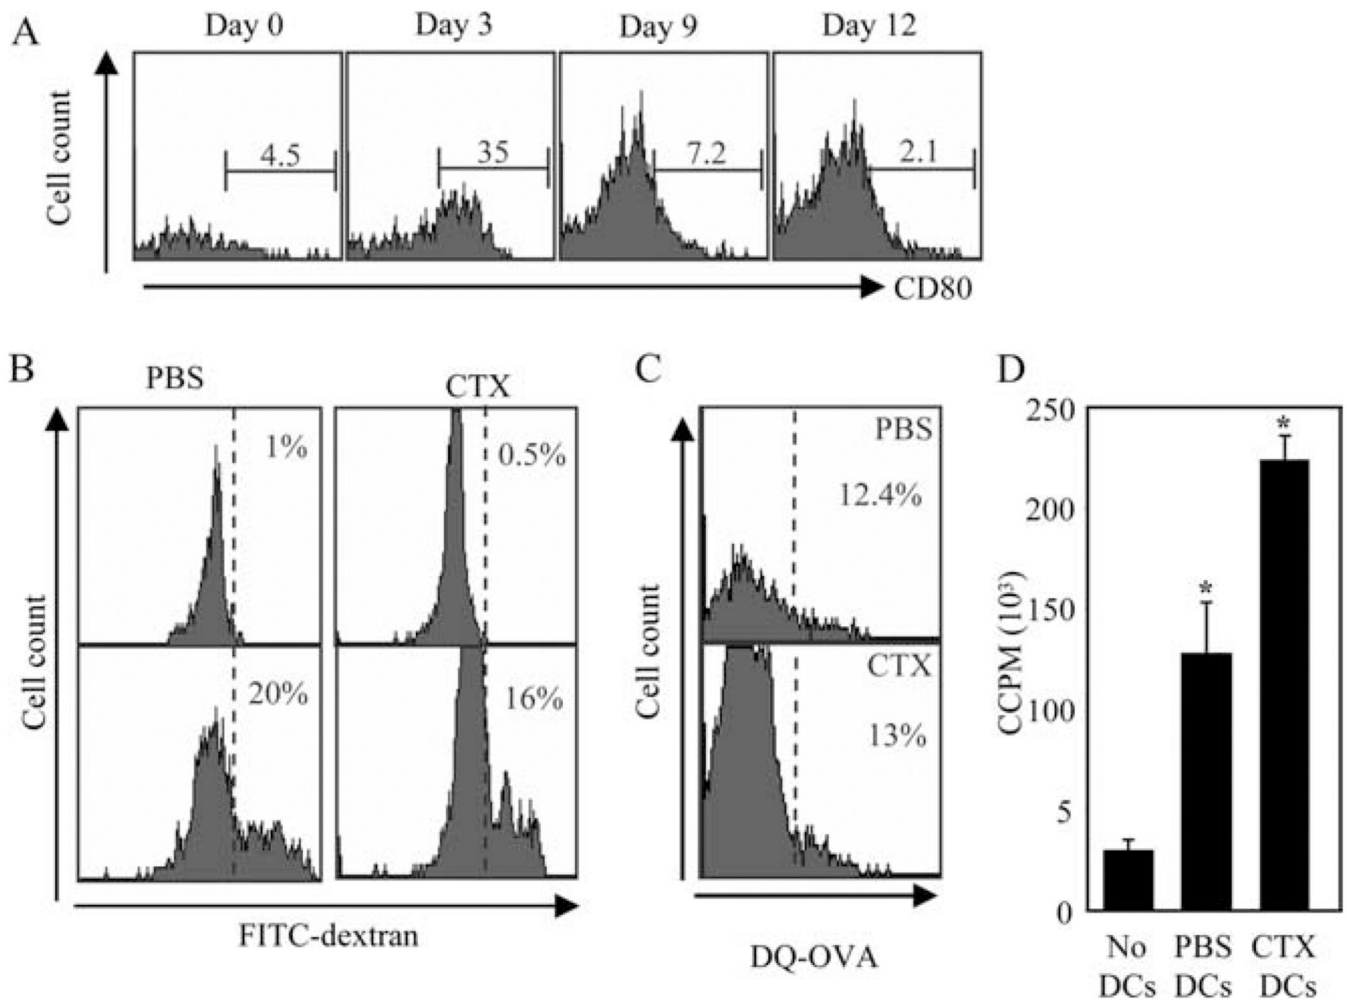 A
Day 0 Day 3 Day 9 Day 12
Cell count
4.5 35 7.2 2.1
CD80
B
PBS CTX
Cell count
1% 0.5%
20% 16%
FITC-dextran
C
Cell count
PBS
12.4%
CTX
13%
DQ-OVA
D
CCPM (10³)
250
200
150
100
5
0
* *
No PBS CTX
DCs DCs DCs